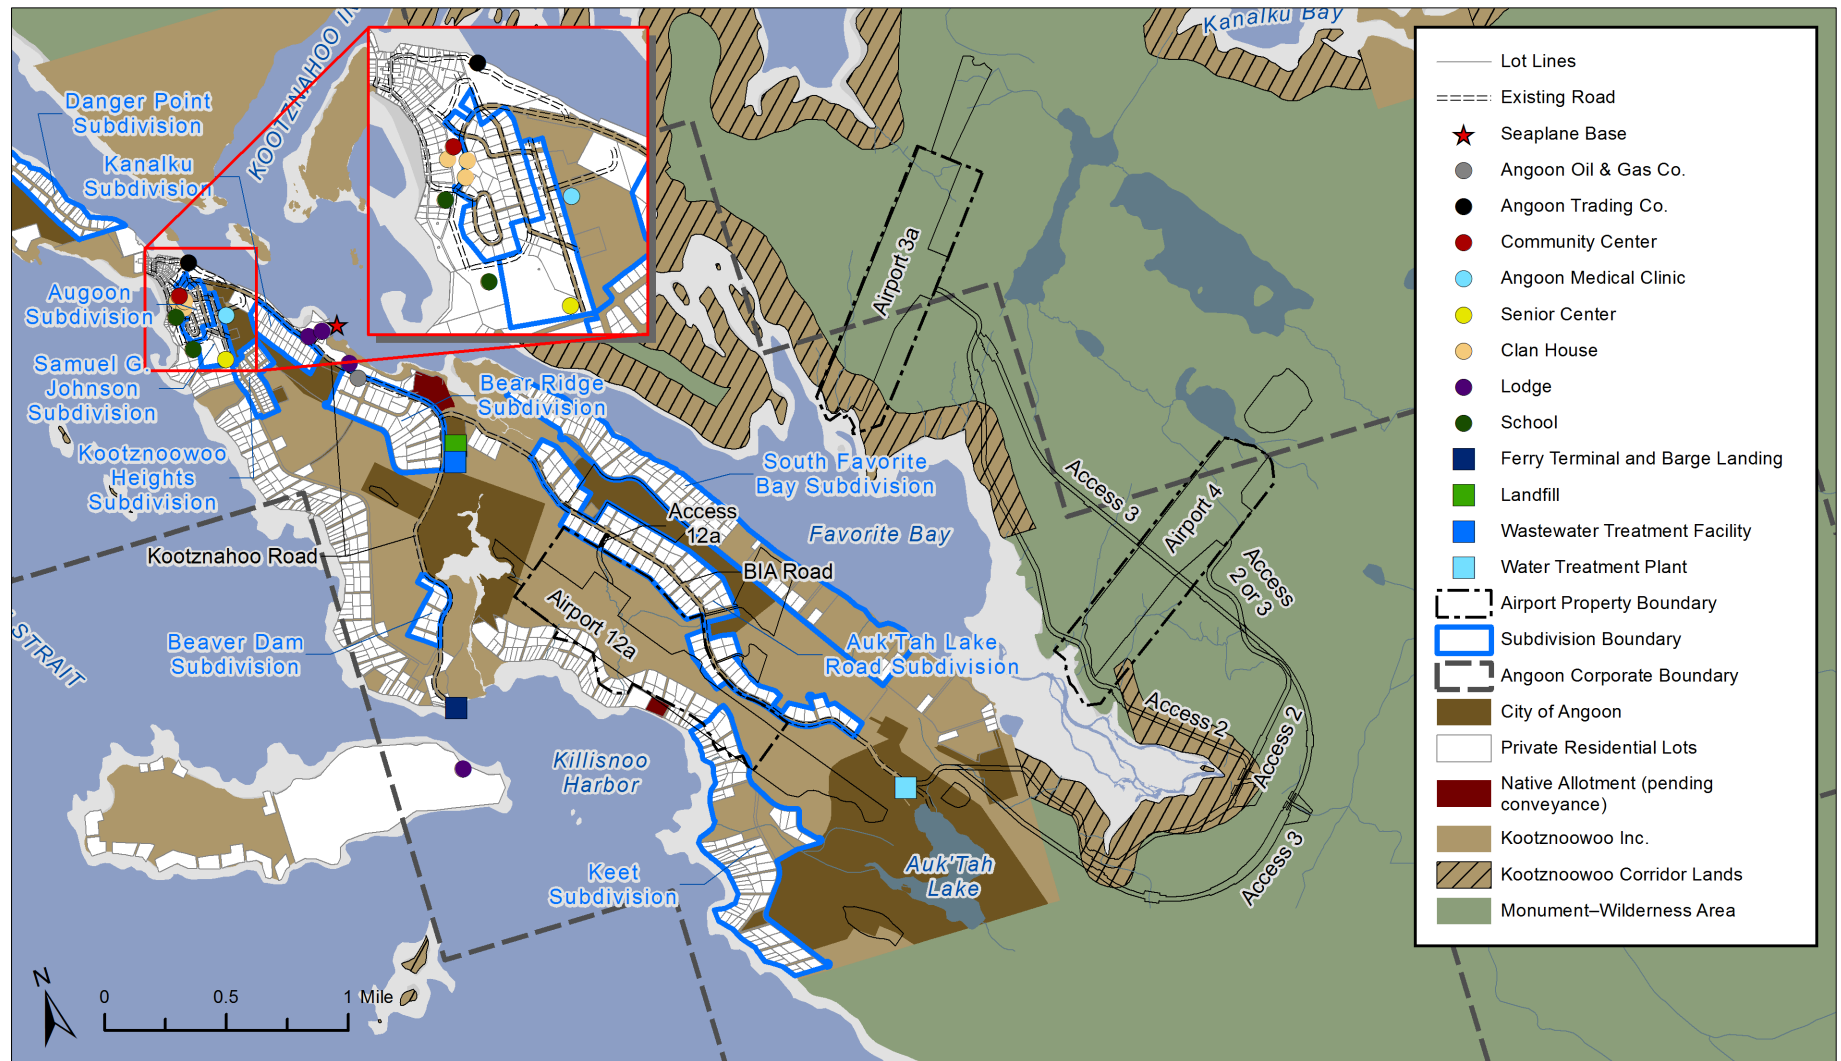 Kanalku Bay
KOOTZNAHOO IN
Danger Point
Subdivision
Kanalku
Subdivision
Augoon
Subdivision
Samuel G.
Johnson
Subdivision
Kootznoowoo
Heights
Subdivision
Bear Ridge
Subdivision
South Favorite
Bay Subdivision
Favorite Bay
Airport 3a
Access 3
Airport 4
Access
2 or 3
Access
12a
BIA Road
Kootznahoo Road
Airport 12a
Beaver Dam
Subdivision
Auk'Tah Lake
Road Subdivision
STRAIT
Access 2
Access 2
Access 3
Killisnoo
Harbor
Keet
Subdivision
Auk'Tah
Lake
N
0 0.5 1 Mile
Lot Lines
Existing Road
Seaplane Base
Angoon Oil & Gas Co.
Angoon Trading Co.
Community Center
Angoon Medical Clinic
Senior Center
Clan House
Lodge
School
Ferry Terminal and Barge Landing
Landfill
Wastewater Treatment Facility
Water Treatment Plant
Airport Property Boundary
Subdivision Boundary
Angoon Corporate Boundary
City of Angoon
Private Residential Lots
Native Allotment (pending
conveyance)
Kootznoowoo Inc.
Kootznoowoo Corridor Lands
Monument–Wilderness Area